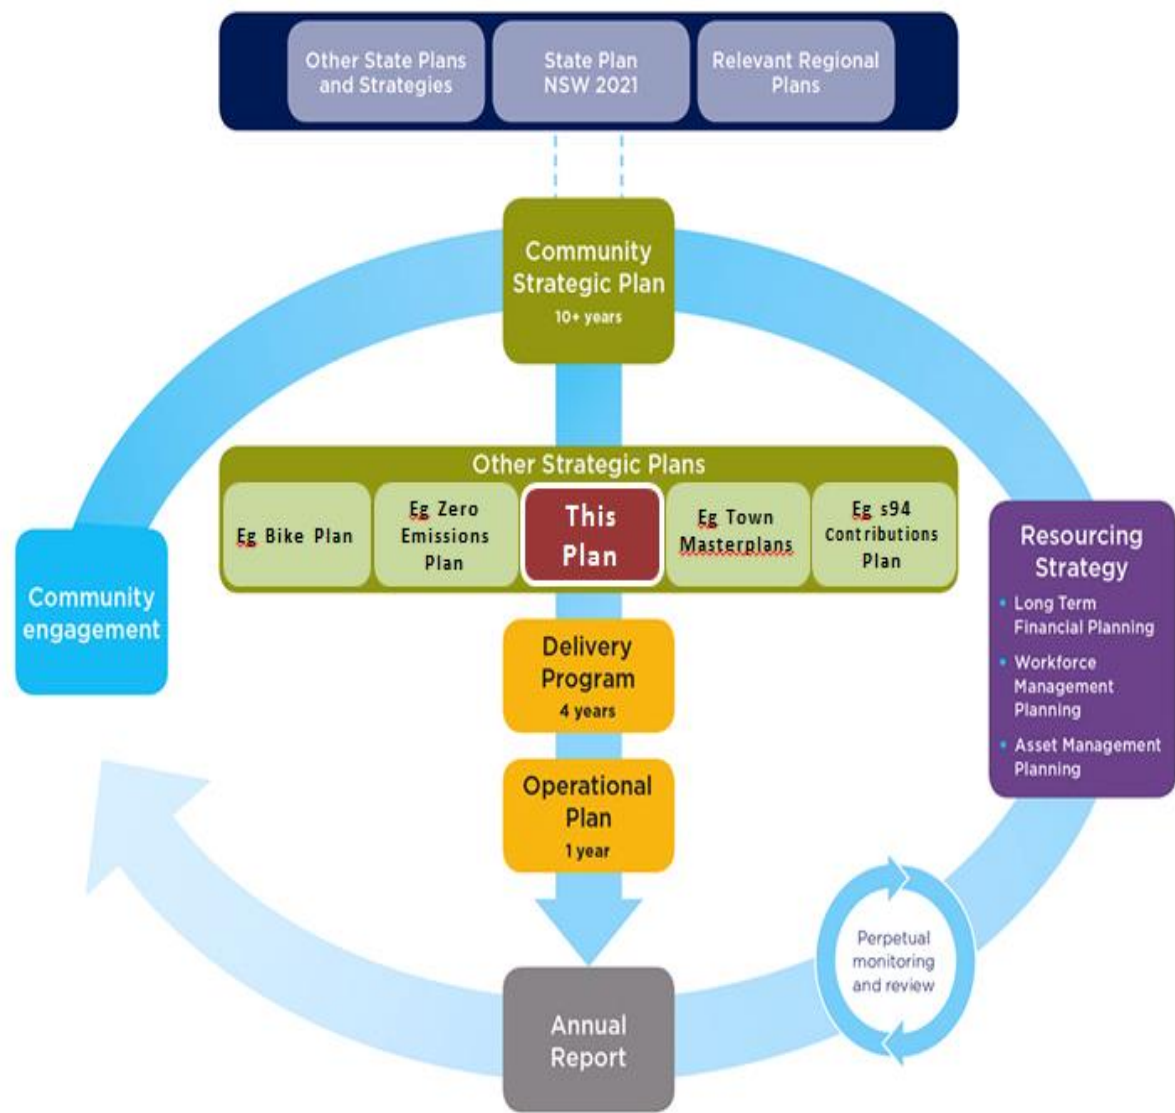 Other State Plans
and Strategies
State Plan
NSW 2021
Relevant Regional
Plans
Community
Strategic Plan
10+ years
Other Strategic Plans
Eg Bike Plan
Eg Zero
Emissions
Plan
This
Plan
Eg Town
Masterplans
Eg s94
Contributions
Plan
Community
engagement
Resourcing
Strategy
• Long Term
Financial Planning
• Workforce
Management
Planning
• Asset Management
Planning
Delivery
Program
4 years
Operational
Plan
1 year
Perpetual
monitoring
and review
Annual
Report